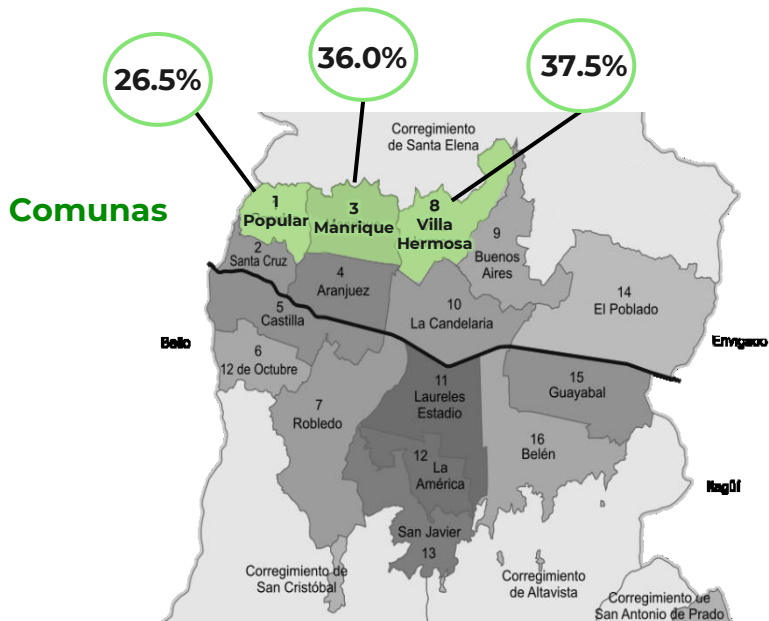 26.5%
36.0%
37.5%
Corregimiento
de Santa Elena
Comunas
1
Popular
3
Manrique
8
Villa
Hermosa
9
Buenos
Aires
2
Santa Cruz
4
Aranjuez
14
El Poblado
10
La Candelaria
5
Castilla
Bello
Envigado
6
12 de Octubre
11
Laureles
Estadio
15
Guayabal
7
Robledo
16
Belén
12
La
América
Itagüí
San Javier
13
Corregimiento de
San Cristóbal
Corregimiento
de Altavista
Corregimiento de
San Antonio de Prado